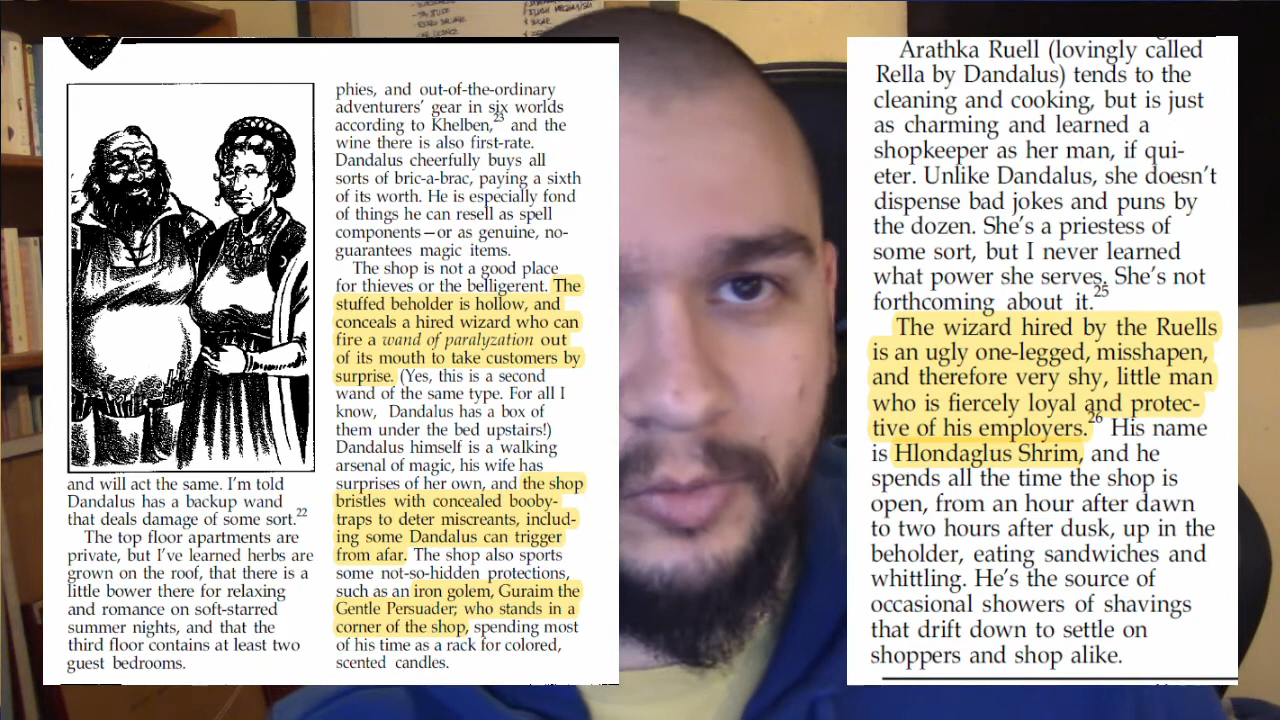 and will act the same. I'm told
Dandalus has a backup wand
that deals damage of some sort.22
The top floor apartments are
private, but I've learned herbs are
grown on the roof, that there is a
little bower there for relaxing
and romance on soft-starred
summer nights, and that the
third floor contains at least two
guest bedrooms.
phies, and out-of-the-ordinary
adventurers' gear in six worlds
according to Khelben,23 and the
wine there is also first-rate.
Dandalus cheerfully buys all
sorts of bric-a-brac, paying a sixth
of its worth. He is especially fond
of things he can resell as spell
components—or as genuine, no-
guarantees magic items.
The shop is not a good place
for thieves or the belligerent. The
stuffed beholder is hollow, and
conceals a hired wizard who can
fire a wand of paralyzation out
of its mouth to take customers by
surprise. (Yes, this is a second
wand of the same type. For all I
know, Dandalus has a box of
them under the bed upstairs!)
Dandalus himself is a walking
arsenal of magic, his wife has
surprises of her own, and the shop
bristles with concealed booby-
traps to deter miscreants, includ-
ing some Dandalus can trigger
from afar. The shop also sports
some not-so-hidden protections,
such as an iron golem, Guraim the
Gentle Persuader; who stands in a
corner of the shop, spending most
of his time as a rack for colored,
scented candles.
Arathka Ruell (lovingly called
Rella by Dandalus) tends to the
cleaning and cooking, but is just
as charming and learned a
shopkeeper as her man, if qui-
eter. Unlike Dandalus, she doesn't
dispense bad jokes and puns by
the dozen. She's a priestess of
some sort, but I never learned
what power she serves. She's not
forthcoming about it.25
The wizard hired by the Ruells
is an ugly one-legged, misshapen,
and therefore very shy, little man
who is fiercely loyal and protec-
tive of his employers.26 His name
is Hlondaglus Shrim, and he
spends all the time the shop is
open, from an hour after dawn
to two hours after dusk, up in the
beholder, eating sandwiches and
whittling. He's the source of
occasional showers of shavings
that drift down to settle on
shoppers and shop alike.